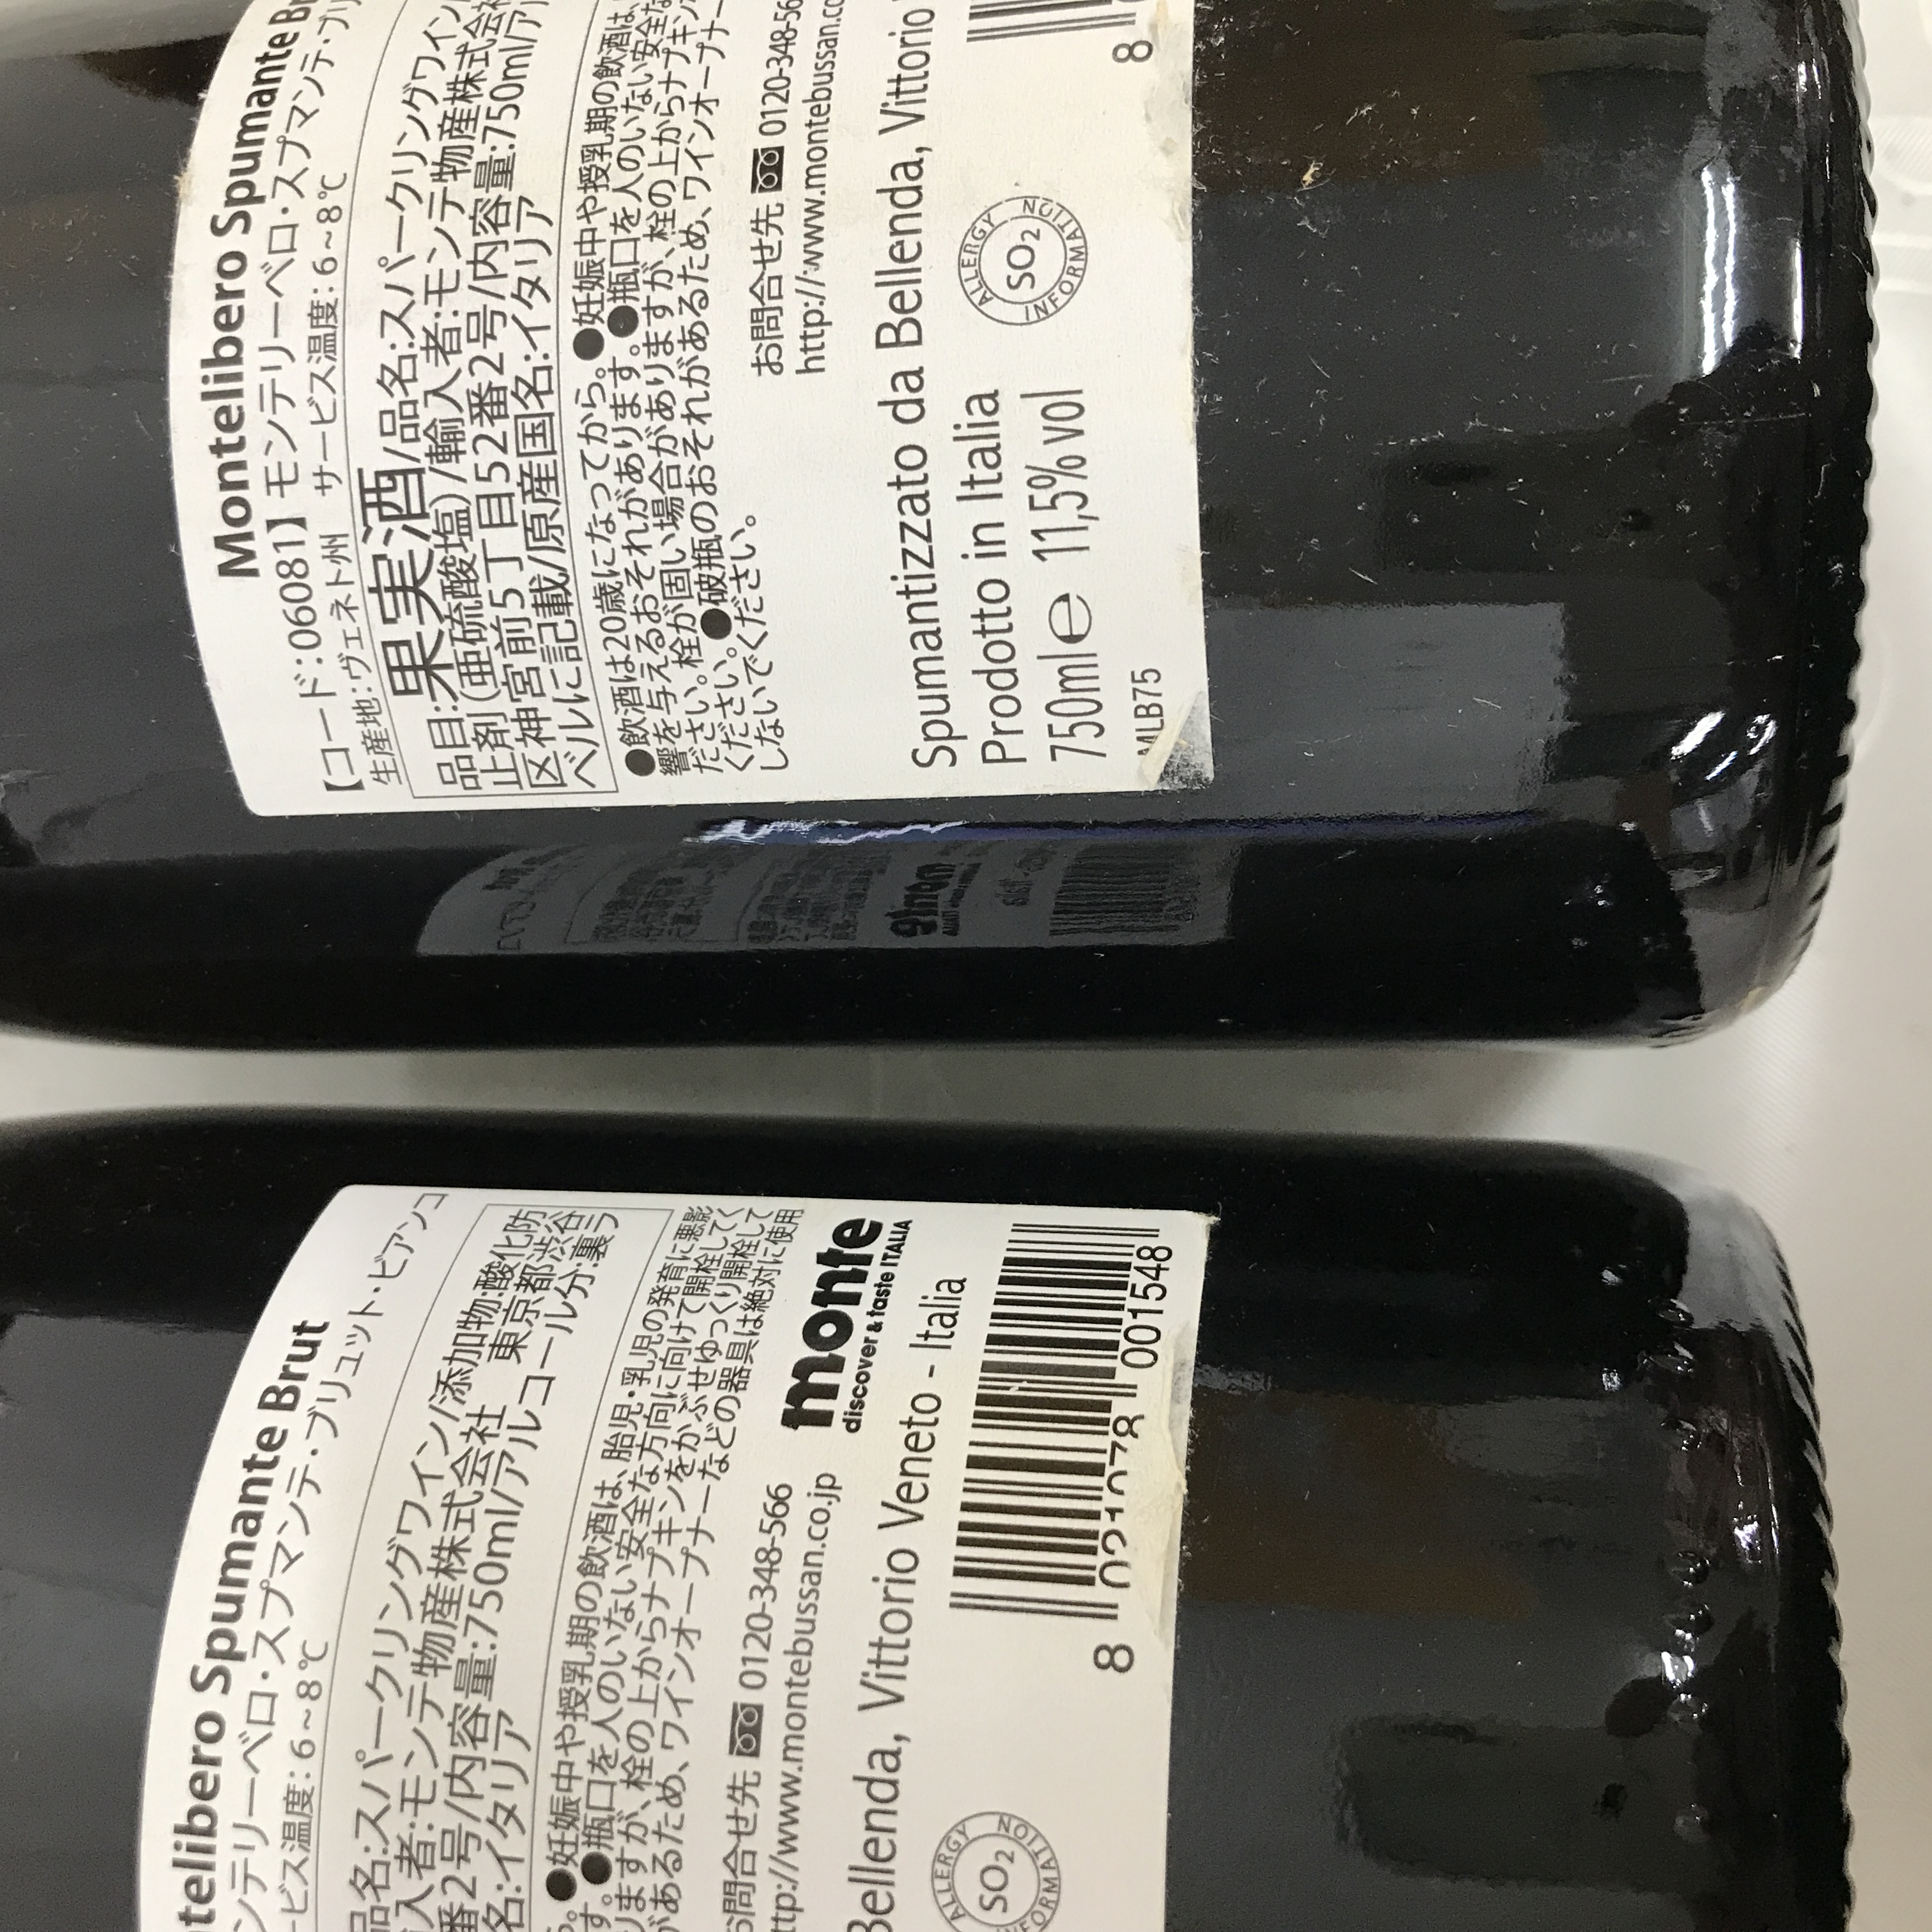 telibero Spumante Brut
ンテリーベロ・スプマンテ・ブリュット・ビアンコ
ービス温度：6～8℃
品名:スパークリングワイン/添加物:酸化防
入者:モンテ物産株式会社　東京都渋谷
番2号/内容量:750ml/アルコール分:裏ラ
名:イタリア
ら。●妊娠中や授乳期の飲酒は、胎児・乳児の発育に悪影
す。●瓶口を人のいない安全な方向に向けて開栓してく
りますが、栓の上からナプキンをかぶせゆっくり開栓して
があるため、ワインオープナーなどの器具は絶対に使用
お問合せ先 0120-348-566
ttp://www.montebussan.co.jp
monte
discover & taste ITALIA
Bellenda, Vittorio Veneto - Italia
ALLERGY
SO2
INFORMATION
8 021078 001548
Montelibero Spumante B
【コード：06081】モンテリーベロ・スプマンテ・ブリ
生産地：ヴェネト州　サービス温度：6～8℃
品目:果実酒/品名:スパークリングワイン/
止剤（亜硫酸塩）/輸入者:モンテ物産株式会
区神宮前5丁目52番2号/内容量:750ml/ア
ベルに記載/原産国名:イタリア
●飲酒は20歳になってから。●妊娠中や授乳期の飲酒は、
響を与えるおそれがあります。●瓶口を人のいない安全な
ださい。栓が固い場合がありますが、栓の上からナプキン
ください。●破瓶のおそれがあるため、ワインオープナー
しないでください。
お問合せ先 0120-348-56
http://www.montebussan.co
Spumantizzato da Bellenda, Vittorio
Prodotto in Italia
750ml e 11,5% vol
ALLERGY
SO2
INFORMATION
MLB75
8